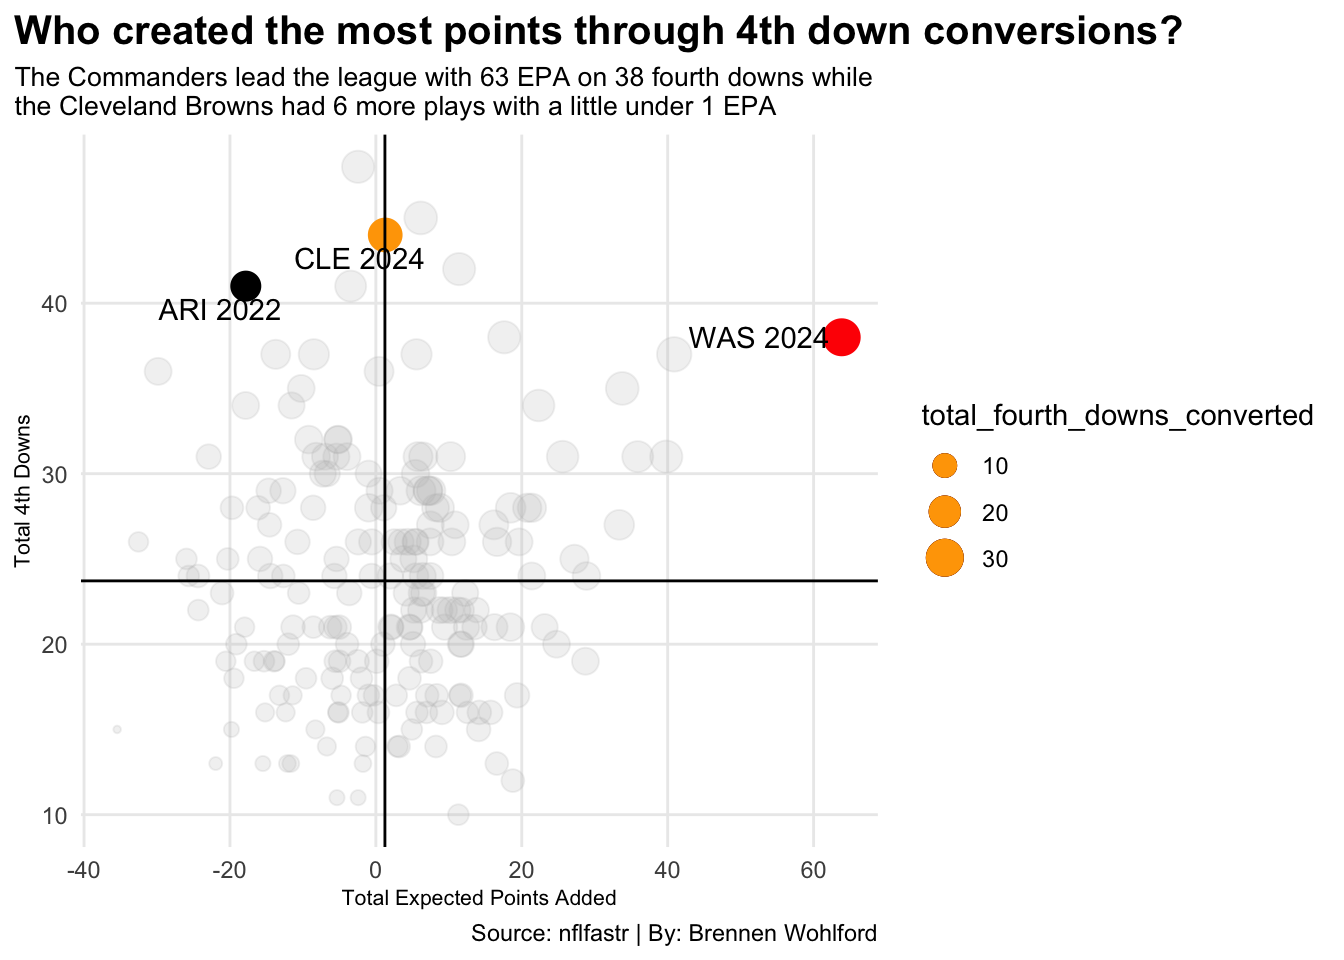 Who created the most points through 4th down conversions?
The Commanders lead the league with 63 EPA on 38 fourth downs while
the Cleveland Browns had 6 more plays with a little under 1 EPA
CLE 2024
ARI 2022
WAS 2024
Total 4th Downs
40
30
20
10
-40
-20
0
20
40
60
Total Expected Points Added
total_fourth_downs_converted
10
20
30
Source: nflfastr | By: Brennen Wohlford